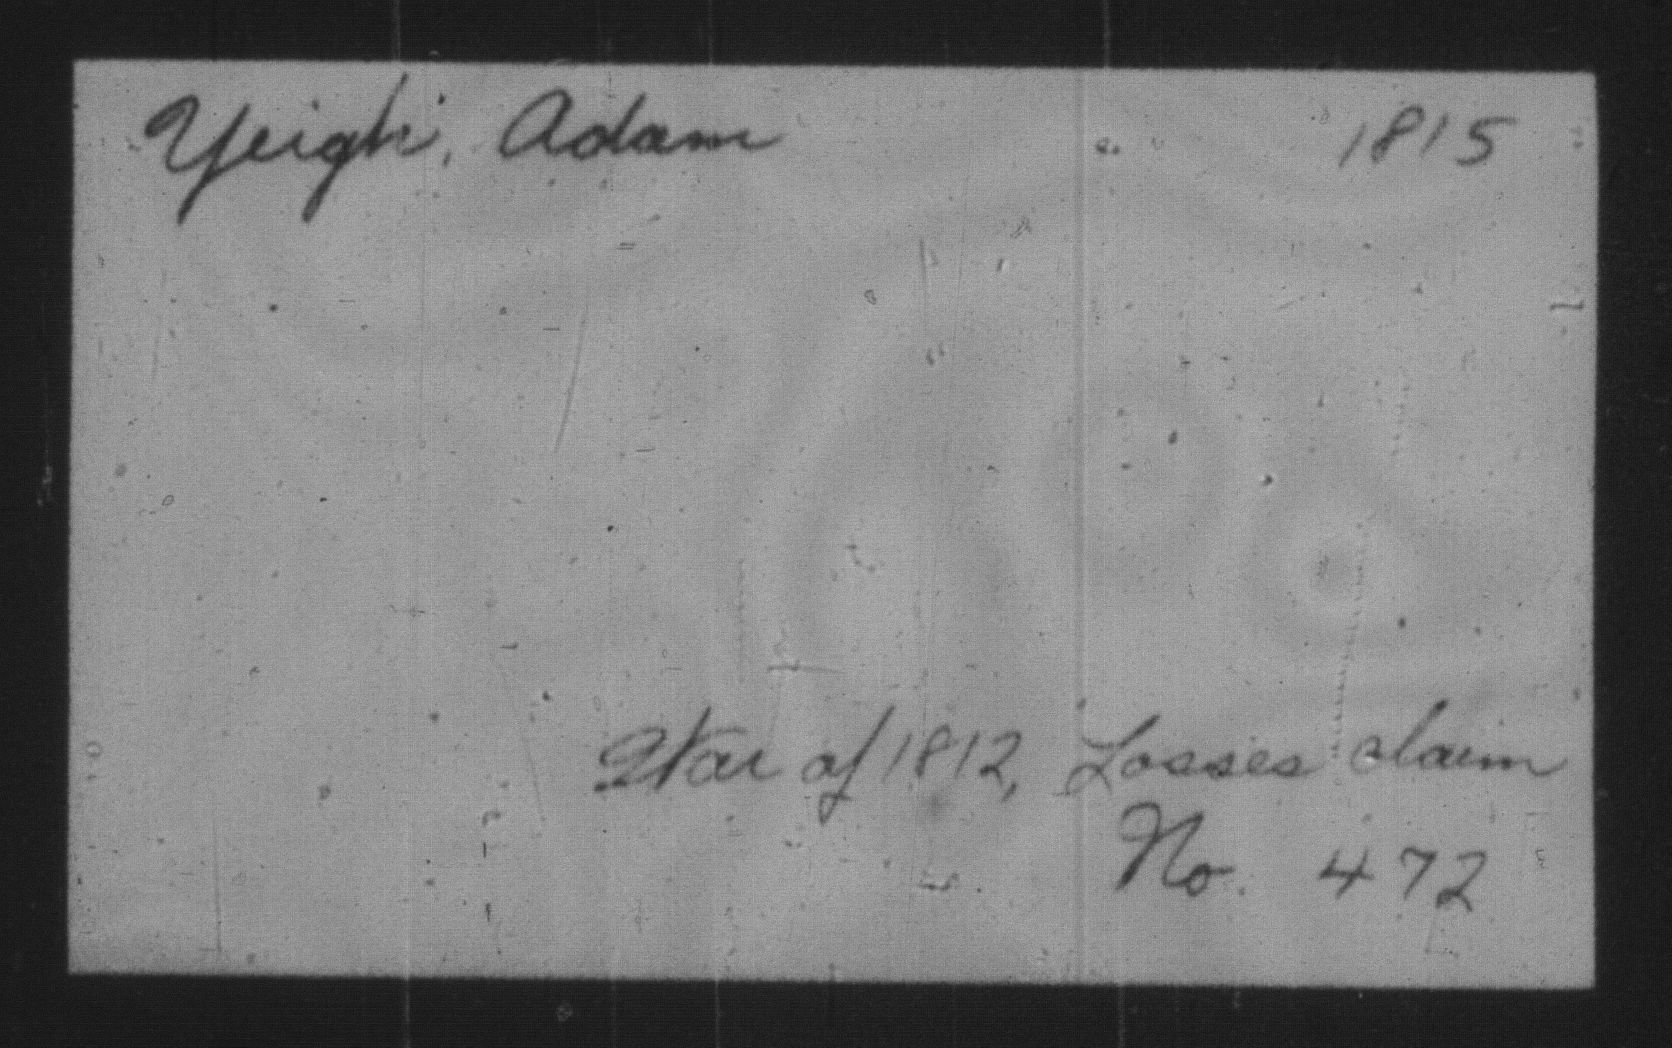 Yeigh, Adam 1815
War of 1812, Losses claim
No. 472